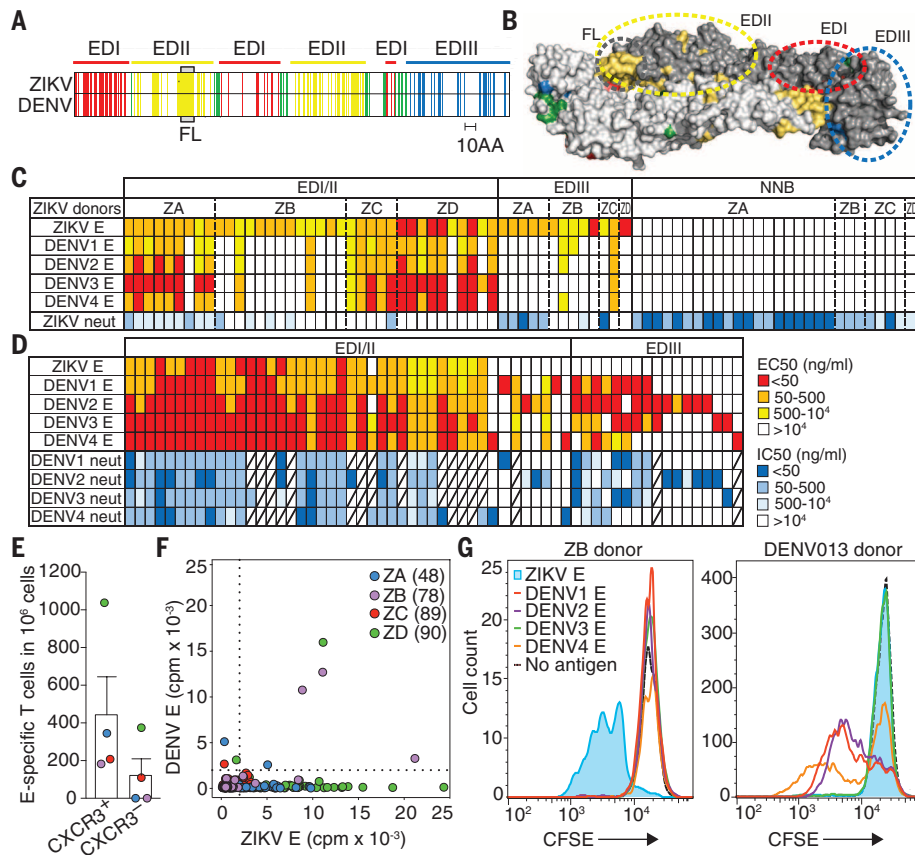 A
EDI EDII EDI EDII EDI EDIII
ZIKV
DENV
FL
10AA
B
FL EDII EDI EDIII
C
EDI/II EDIII NNB
ZIKV donors ZA ZB ZC ZD ZA ZB ZC ZD ZA ZB ZC ZD
ZIKV E
DENV1 E
DENV2 E
DENV3 E
DENV4 E
ZIKV neut
D
EDI/II EDIII
ZIKV E
DENV1 E
DENV2 E
DENV3 E
DENV4 E
DENV1 neut
DENV2 neut
DENV3 neut
DENV4 neut
EC50 (ng/ml)
<50
50-500
500-10⁴
>10⁴
IC50 (ng/ml)
<50
50-500
500-10⁴
>10⁴
E
E-specific T cells in 10⁶ cells
1200
1000
800
600
400
200
0
CXCR3⁺
CXCR3⁻
F
DENV E (cpm x 10⁻³)
25
20
15
10
5
0
0 5 10 15 20 25
ZIKV E (cpm x 10⁻³)
ZA (48)
ZB (78)
ZC (89)
ZD (90)
G
ZB donor
Cell count
25
20
15
10
5
0
ZIKV E
DENV1 E
DENV2 E
DENV3 E
DENV4 E
No antigen
10² 10³ 10⁴
CFSE
DENV013 donor
400
300
200
100
0
10² 10³ 10⁴
CFSE